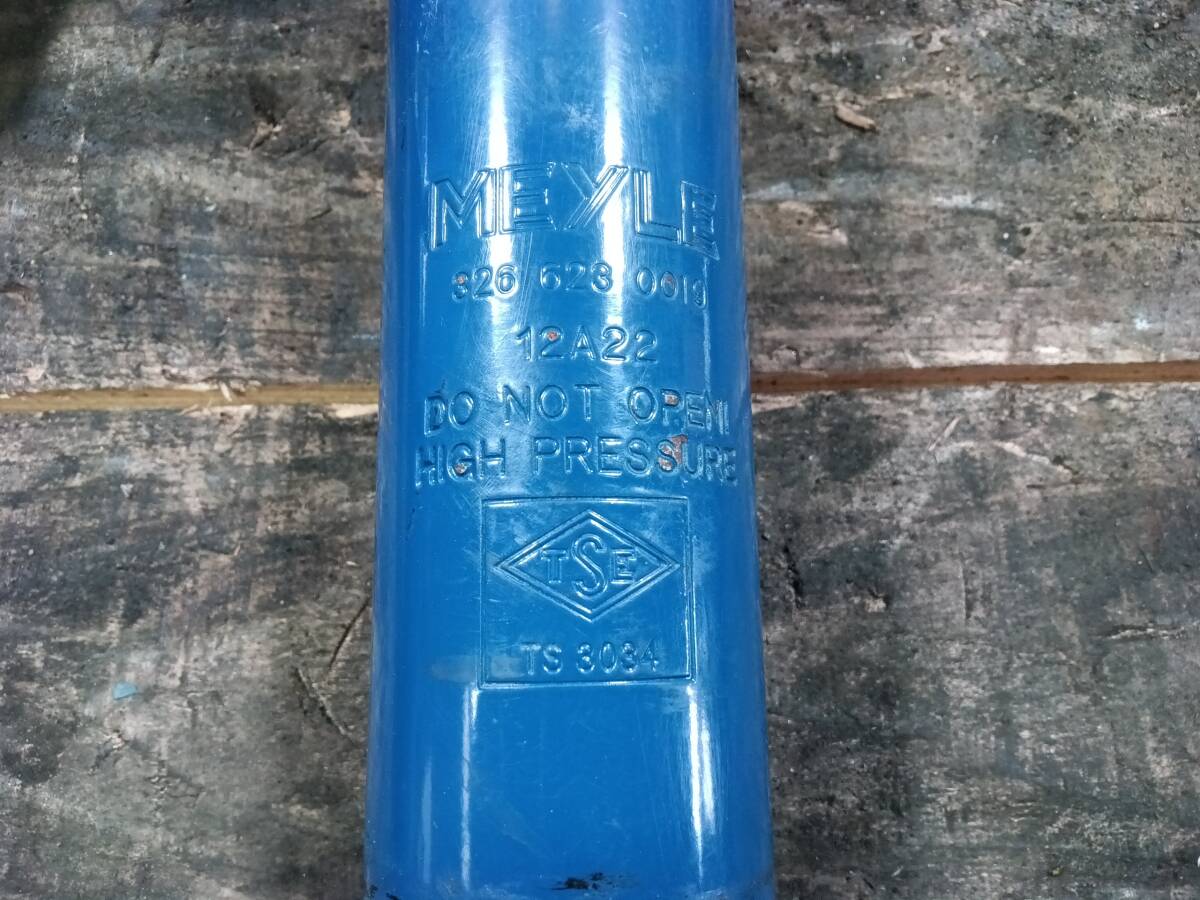 MEYLE
326 623 0019
12A22
DO NOT OPEN!
HIGH PRESSURE
TSE
TS 3034